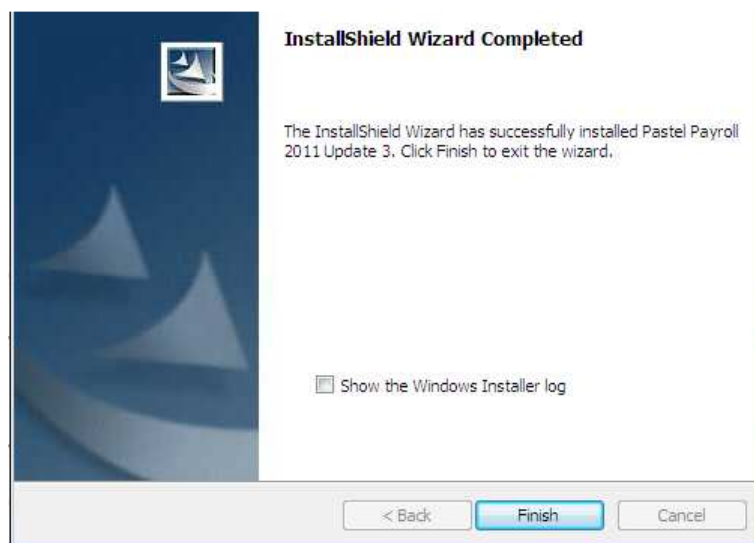 InstallShield Wizard Completed
The InstallShield Wizard has successfully installed Pastel Payroll
2011 Update 3. Click Finish to exit the wizard.
Show the Windows Installer log
< Back Finish Cancel